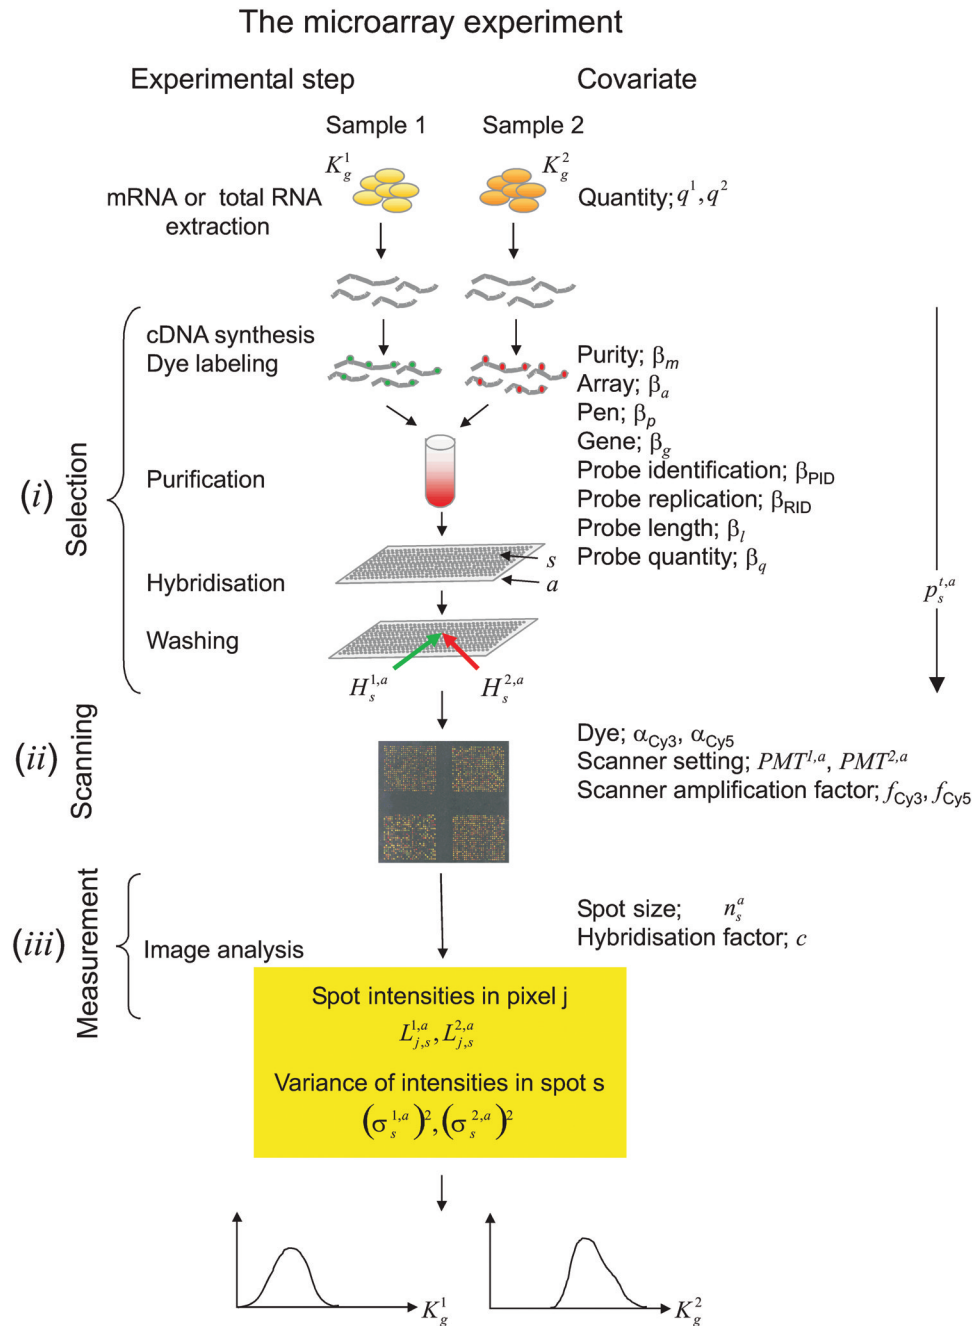 The microarray experiment
Experimental step Covariate
Sample 1 Sample 2
K_g^1 K_g^2
mRNA or total RNA
extraction
Quantity; q^1, q^2
cDNA synthesis
Dye labeling
Purity; β_m
Array; β_a
Pen; β_p
Gene; β_g
Probe identification; β_PID
Probe replication; β_RID
Probe length; β_l
Probe quantity; β_q
(i) Selection
Purification
s
a
Hybridisation
p_s^{t,a}
Washing
H_s^{1,a} H_s^{2,a}
(ii) Scanning
Dye; α_Cy3, α_Cy5
Scanner setting; PMT^{1,a}, PMT^{2,a}
Scanner amplification factor; f_Cy3, f_Cy5
(iii) Measurement
Spot size; n_s^a
Hybridisation factor; c
Image analysis
Spot intensities in pixel j
L_{j,s}^{1,a}, L_{j,s}^{2,a}
Variance of intensities in spot s
(σ_s^{1,a})^2, (σ_s^{2,a})^2
K_g^1 K_g^2